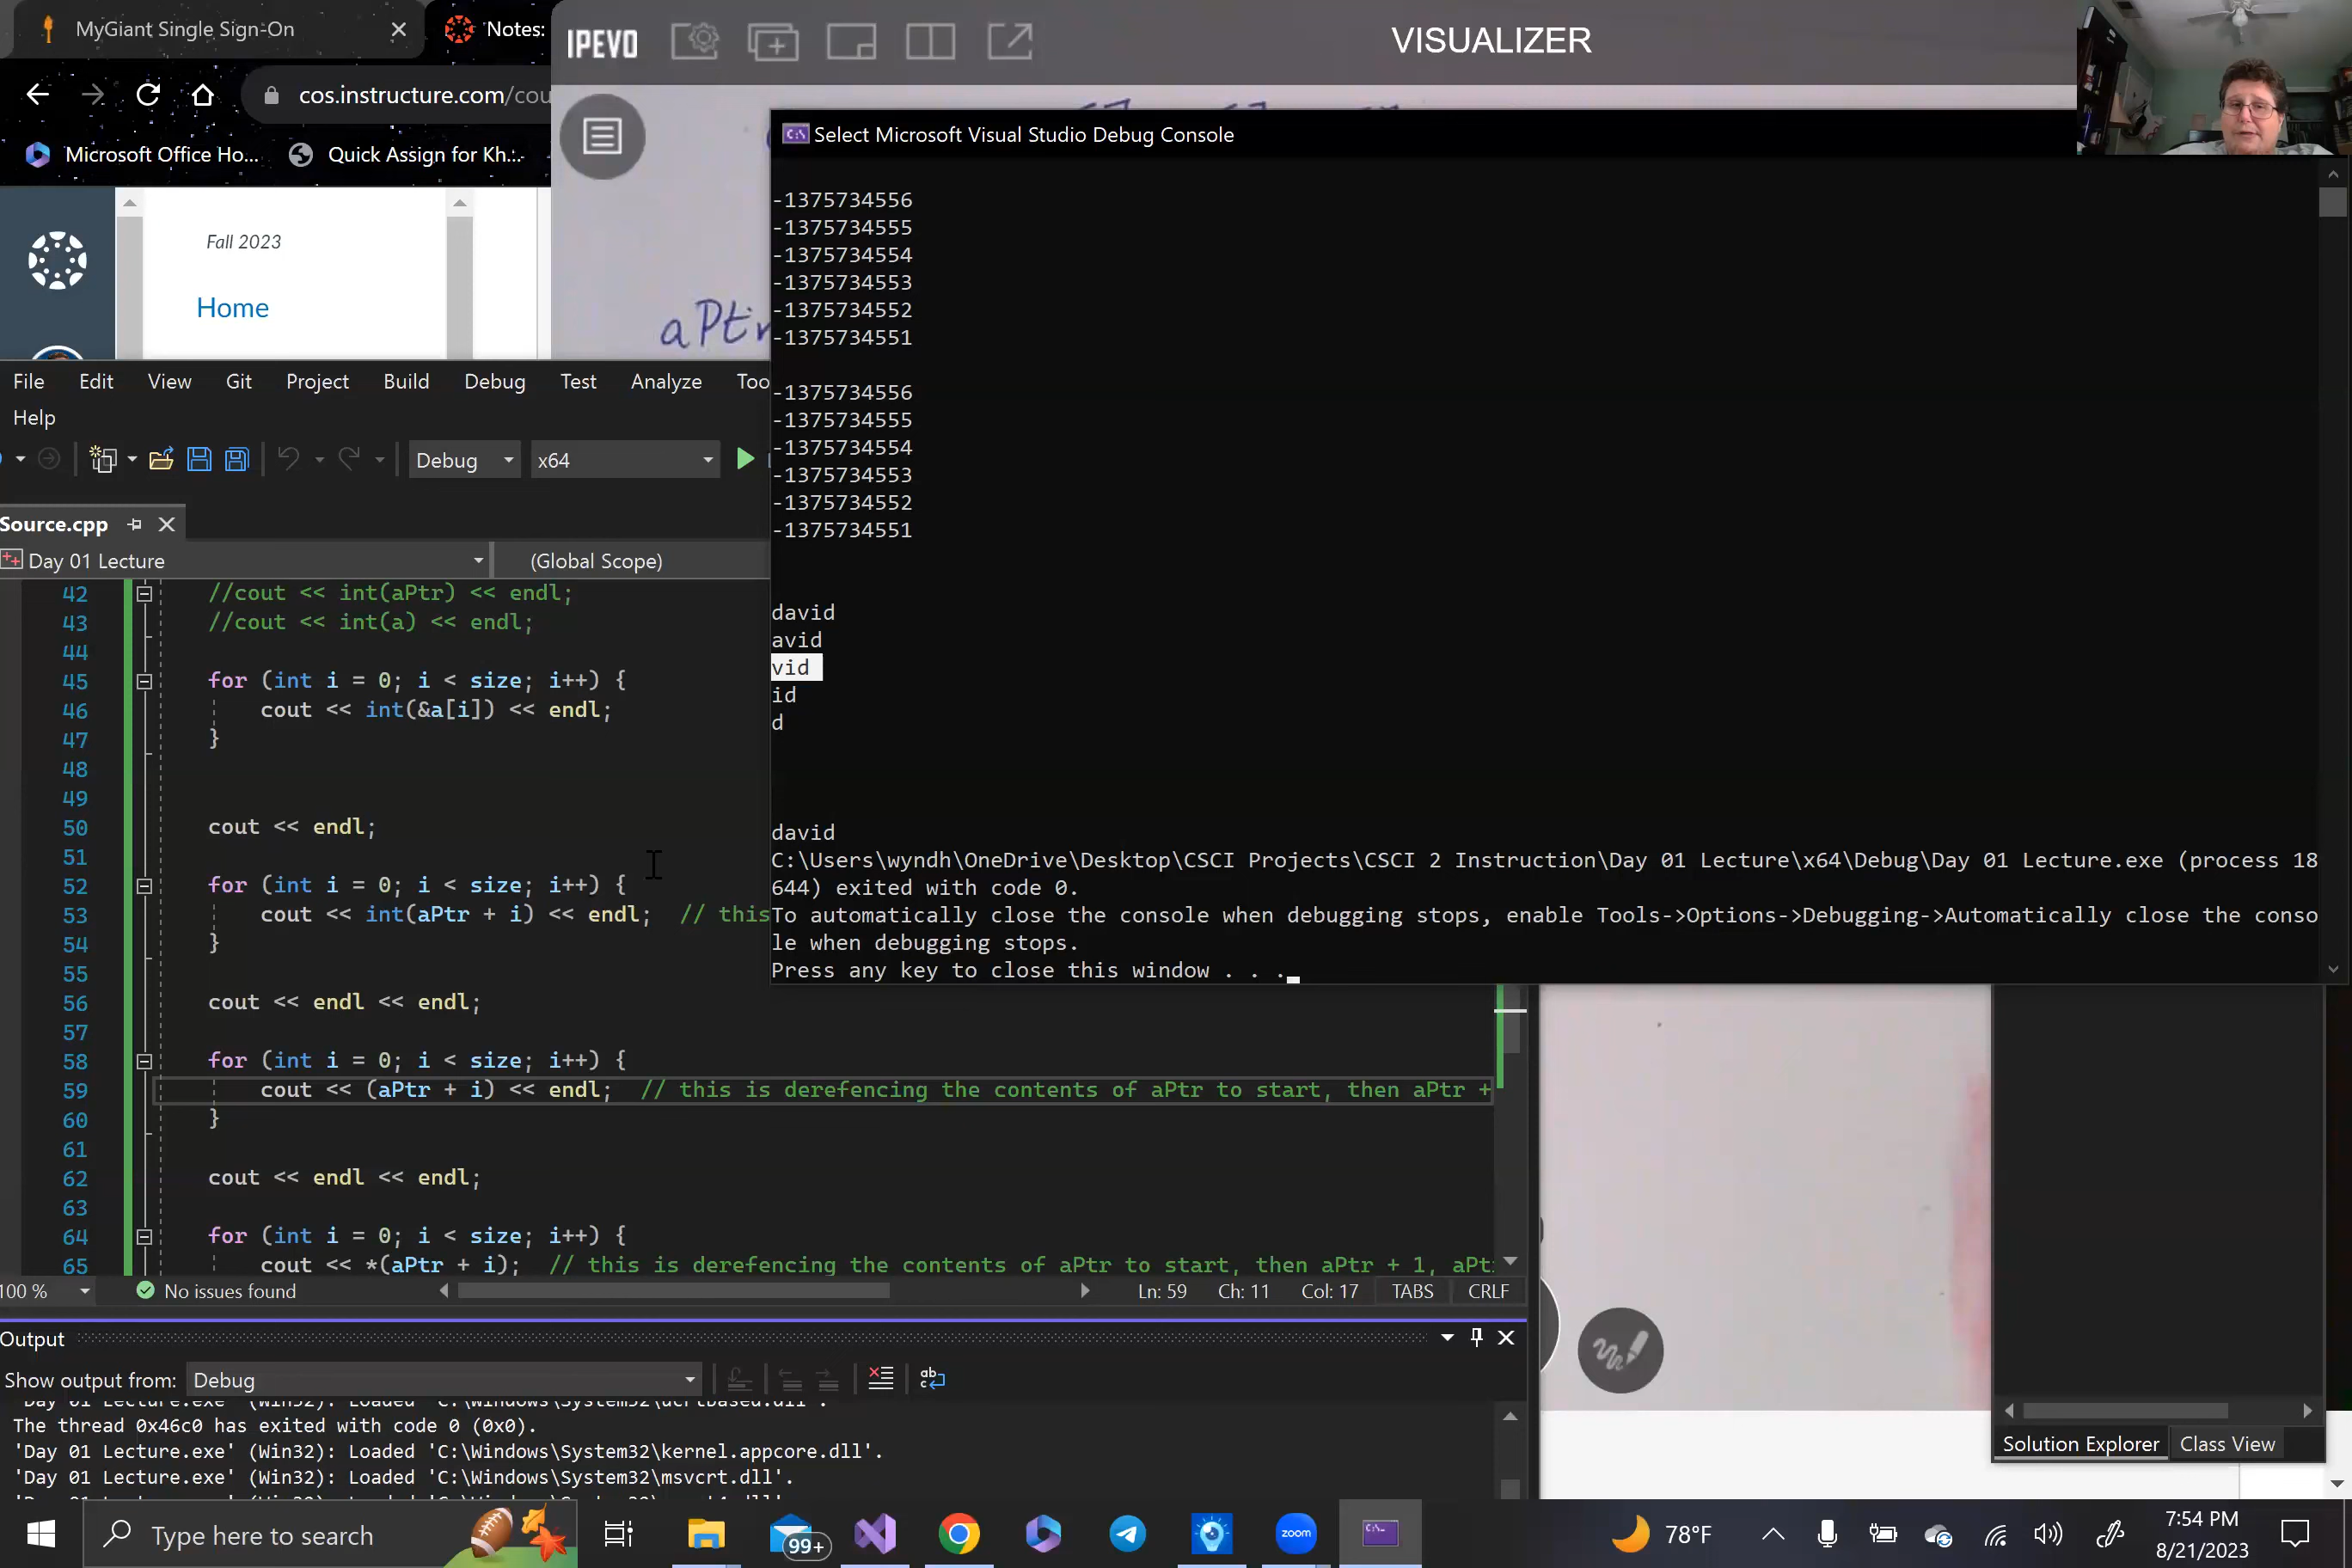 MyGiant Single Sign-On
Notes:
IPEVO
VISUALIZER
cos.instructure.com/cou
Microsoft Office Ho...
Quick Assign for Kh...
Select Microsoft Visual Studio Debug Console
Fall 2023
Home
aPtr
-1375734556
-1375734555
-1375734554
-1375734553
-1375734552
-1375734551
-1375734556
-1375734555
-1375734554
-1375734553
-1375734552
-1375734551
david
avid
vid
id
d
david
C:\Users\wyndh\OneDrive\Desktop\CSCI Projects\CSCI 2 Instruction\Day 01 Lecture\x64\Debug\Day 01 Lecture.exe (process 18
644) exited with code 0.
To automatically close the console when debugging stops, enable Tools->Options->Debugging->Automatically close the conso
le when debugging stops.
Press any key to close this window . . .
File Edit View Git Project Build Debug Test Analyze Too
Help
Debug x64
Source.cpp
Day 01 Lecture (Global Scope)
42 //cout << int(aPtr) << endl;
43 //cout << int(a) << endl;
44
45 for (int i = 0; i < size; i++) {
46 cout << int(&a[i]) << endl;
47 }
48
49
50 cout << endl;
51
52 for (int i = 0; i < size; i++) {
53 cout << int(aPtr + i) << endl; // this
54 }
55
56 cout << endl << endl;
57
58 for (int i = 0; i < size; i++) {
59 cout << (aPtr + i) << endl; // this is derefencing the contents of aPtr to start, then aPtr +
60 }
61
62 cout << endl << endl;
63
64 for (int i = 0; i < size; i++) {
65 cout << *(aPtr + i); // this is derefencing the contents of aPtr to start, then aPtr + 1, aPt
100 % No issues found Ln: 59 Ch: 11 Col: 17 TABS CRLF
Output
Show output from: Debug
'Day 01 Lecture.exe' (Win32): Loaded 'C:\Windows\System32\ucrtbased.dll'.
The thread 0x46c0 has exited with code 0 (0x0).
'Day 01 Lecture.exe' (Win32): Loaded 'C:\Windows\System32\kernel.appcore.dll'.
'Day 01 Lecture.exe' (Win32): Loaded 'C:\Windows\System32\msvcrt.dll'.
Solution Explorer Class View
Type here to search
99+
zoom
78°F
7:54 PM
8/21/2023